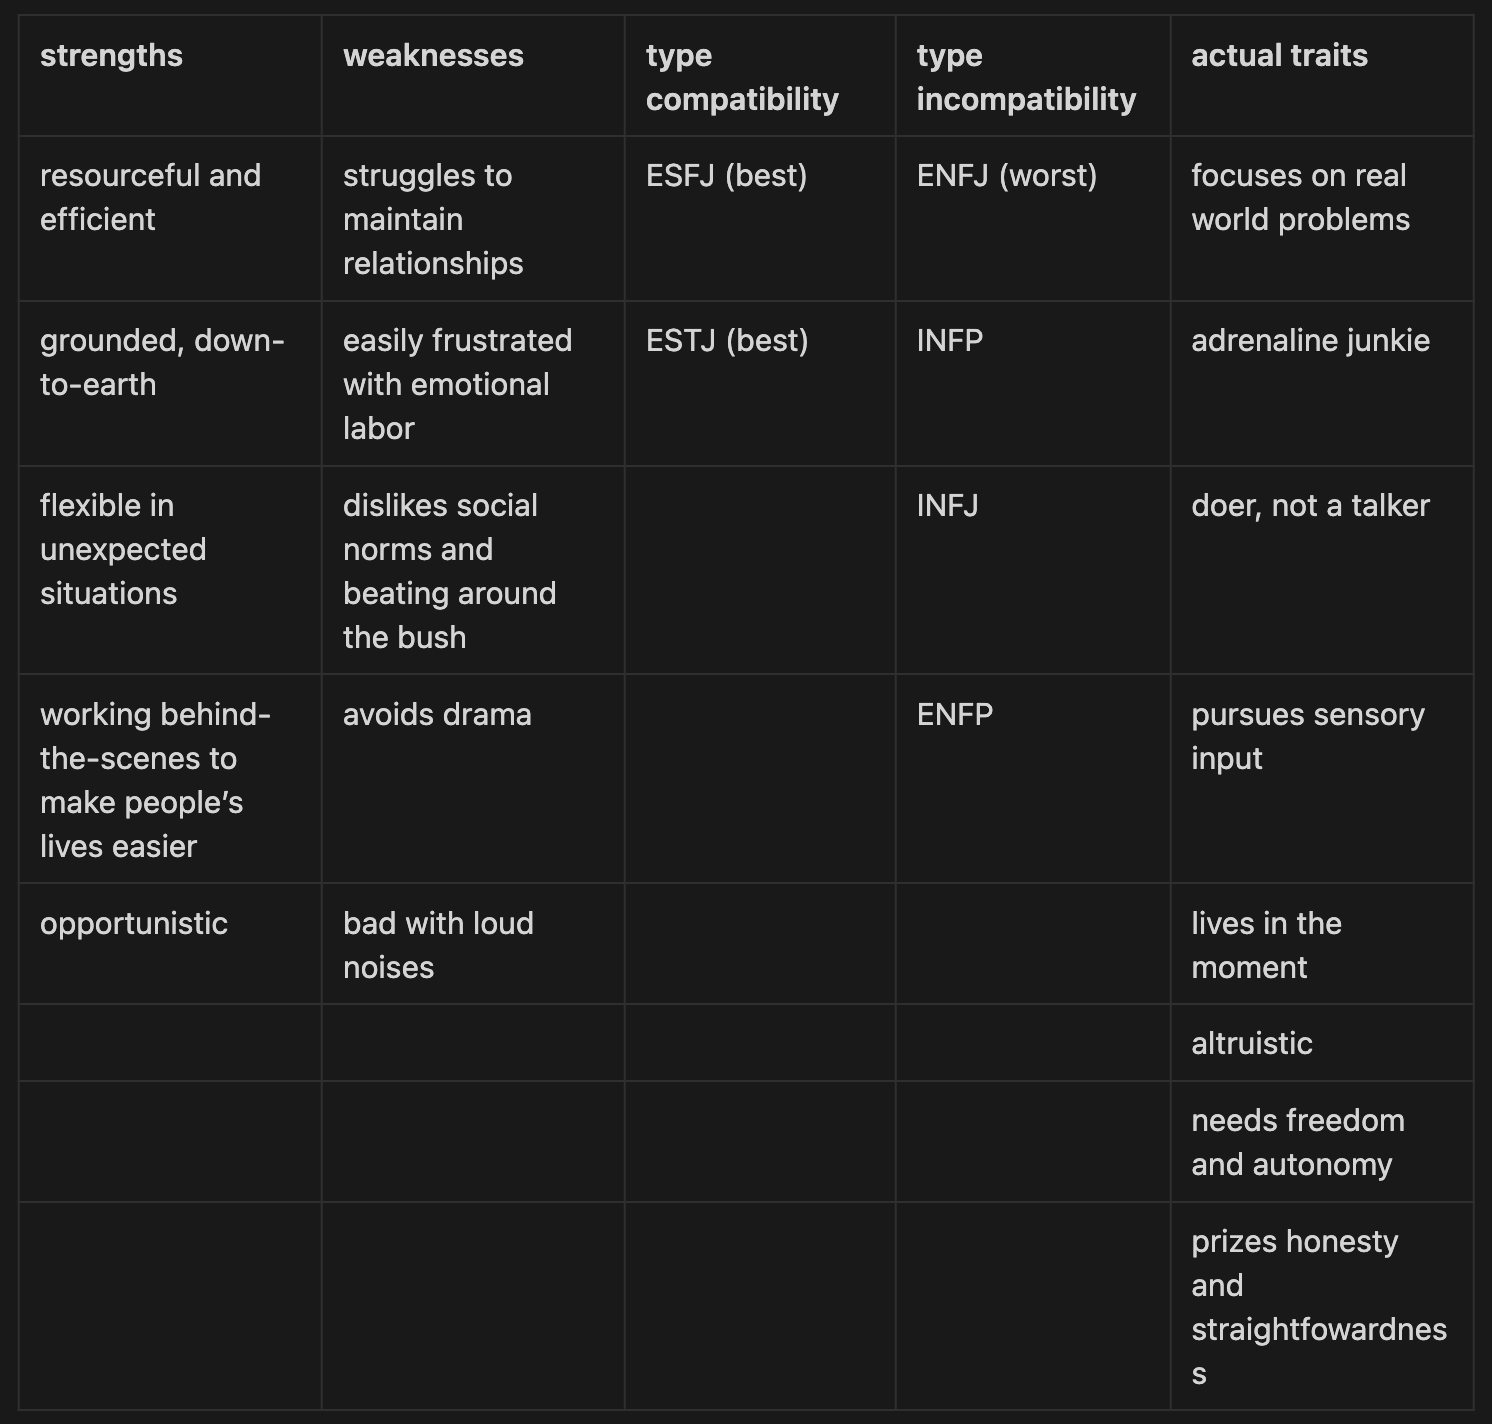 strengths
weaknesses
type
compatibility
type
incompatibility
actual traits
resourceful and
efficient
struggles to
maintain
relationships
ESFJ (best)
ENFJ (worst)
focuses on real
world problems
grounded, down-
to-earth
easily frustrated
with emotional
labor
ESTJ (best)
INFP
adrenaline junkie
flexible in
unexpected
situations
dislikes social
norms and
beating around
the bush
INFJ
doer, not a talker
working behind-
the-scenes to
make people’s
lives easier
avoids drama
ENFP
pursues sensory
input
opportunistic
bad with loud
noises
lives in the
moment
altruistic
needs freedom
and autonomy
prizes honesty
and
straightfowardnes
s